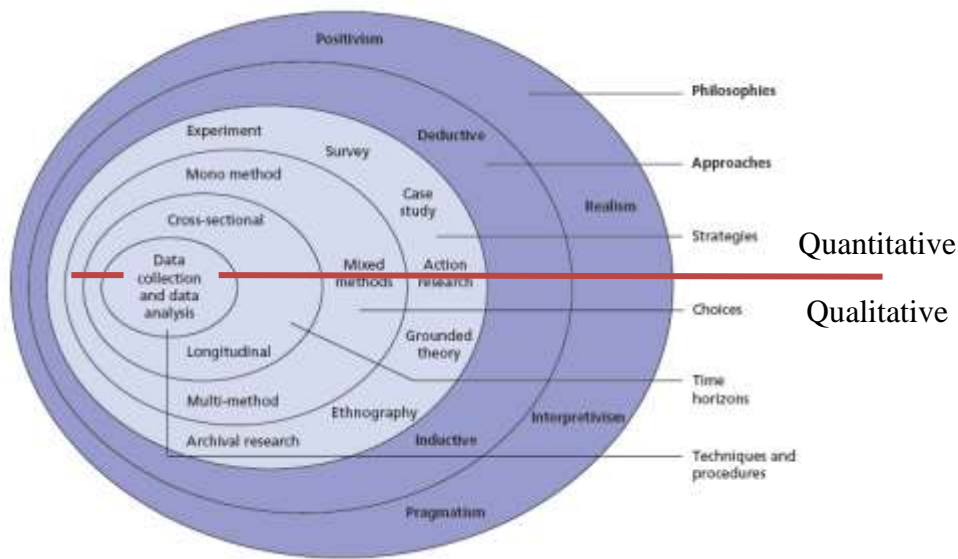 Positivism
Philosophies
Experiment
Deductive
Survey
Approaches
Mono method
Case
study
Realism
Cross-sectional
Strategies
Quantitative
Data
collection
and data
analysis
Mixed
methods
Action
research
Choices
Qualitative
Grounded
theory
Longitudinal
Time
horizons
Multi-method
Ethnography
Interpretivism
Archival research
Inductive
Techniques and
procedures
Pragmatism